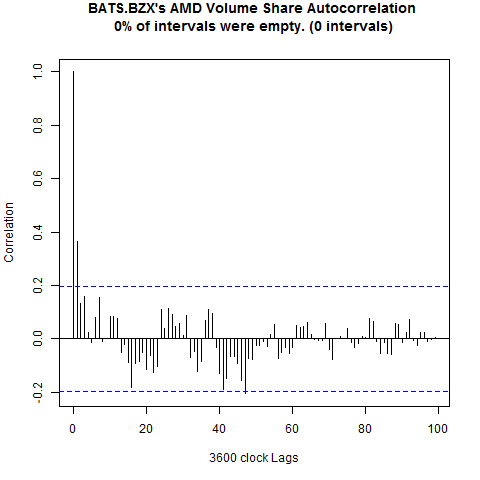 BATS.BZX's AMD Volume Share Autocorrelation
0% of intervals were empty. (0 intervals)
1.0
0.8
0.6
0.4
0.2
0.0
-0.2
Correlation
0 20 40 60 80 100
3600 clock Lags